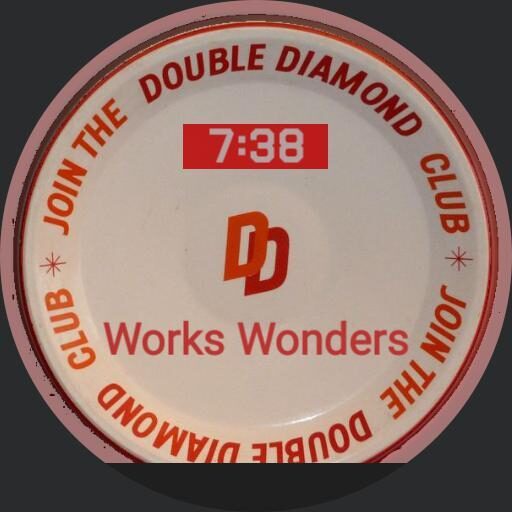 JOIN THE DOUBLE DIAMOND CLUB
7:38
DD
Works Wonders
JOIN THE DOUBLE DIAMOND CLUB